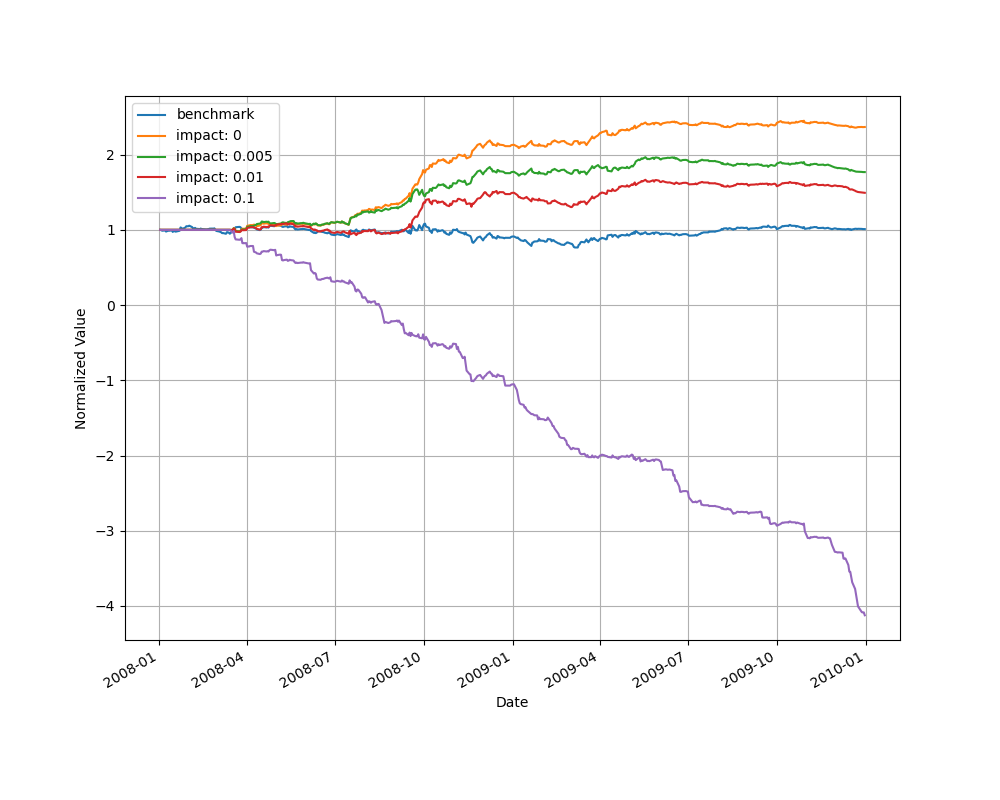 benchmark
impact: 0
impact: 0.005
impact: 0.01
impact: 0.1
Normalized Value
2
1
0
−1
−2
−3
−4
2008-01
2008-04
2008-07
2008-10
2009-01
2009-04
2009-07
2009-10
2010-01
Date